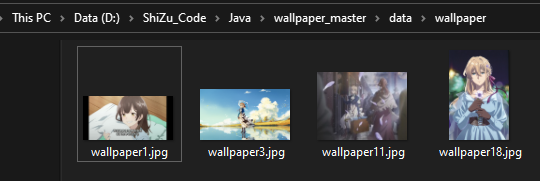 This PC > Data (D:) > ShiZu_Code > Java > wallpaper_master > data > wallpaper
wallpaper1.jpg wallpaper3.jpg wallpaper11.jpg wallpaper18.jpg